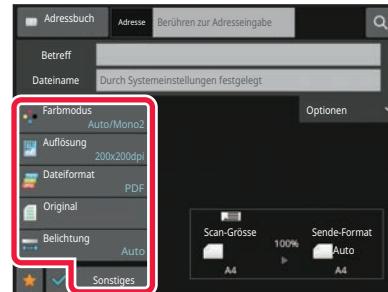 Adressbuch
Adresse
Berühren zur Adresseingabe
Betreff
Dateiname
Durch Systemeinstellungen festgelegt
Farbmodus
Auto/Mono2
Optionen
Auflösung
200x200dpi
Dateiformat
PDF
Original
Belichtung
Auto
Scan-Grösse
100%
Sende-Format
Auto
A4
A4
Sonstiges